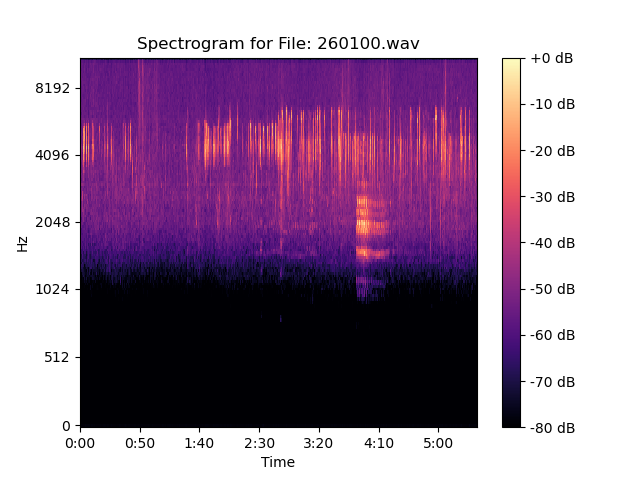 Spectrogram for File: 260100.wav
8192
4096
2048
1024
512
0
Hz
0:00 0:50 1:40 2:30 3:20 4:10 5:00
Time
+0 dB
-10 dB
-20 dB
-30 dB
-40 dB
-50 dB
-60 dB
-70 dB
-80 dB